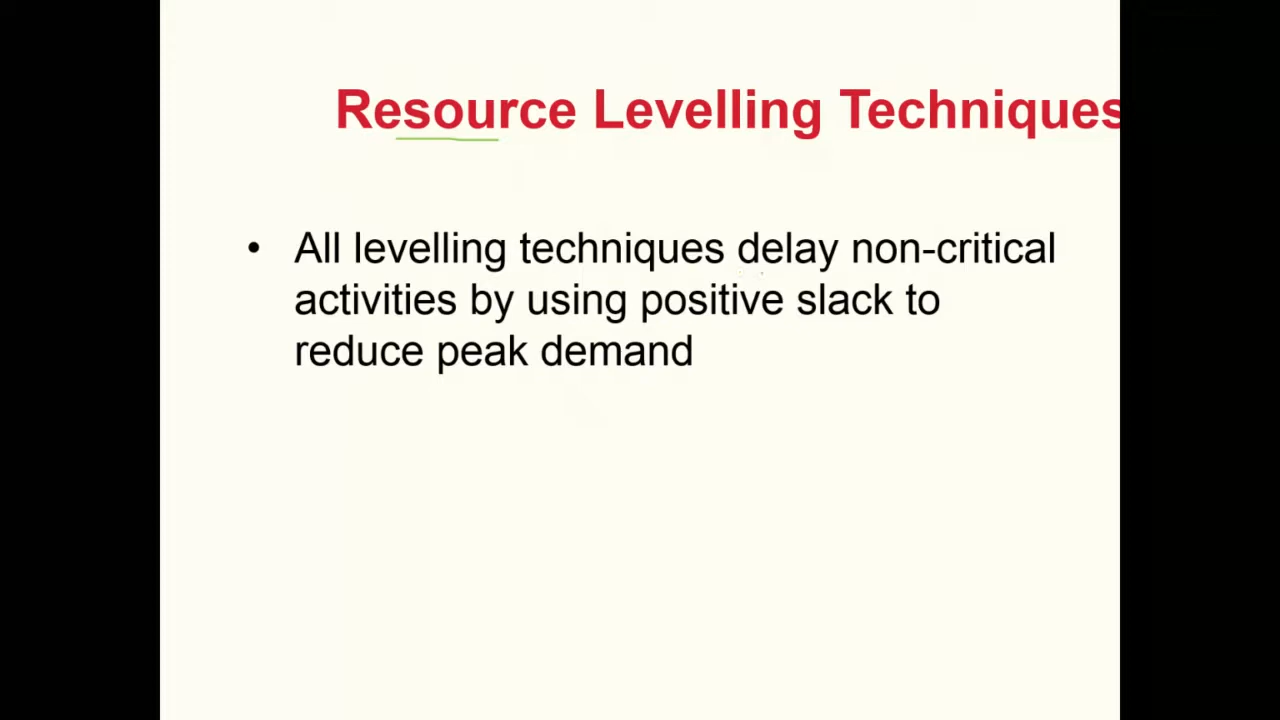 Resource Levelling Techniques
• All levelling techniques delay non-critical
activities by using positive slack to
reduce peak demand